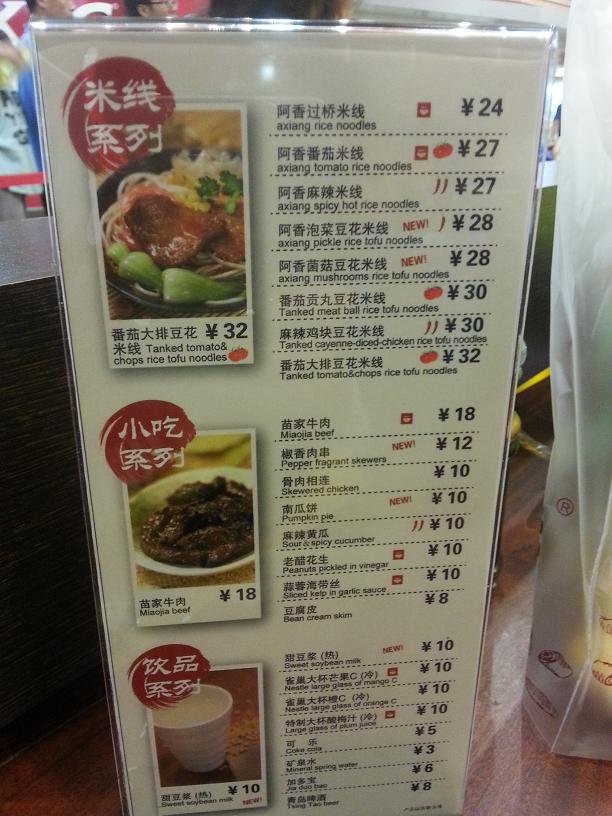 米线
系列
番茄大排豆花 ¥32
米线 Tanked tomato&
chops rice tofu noodles
阿香过桥米线 ¥24
axiang rice noodles
阿香番茄米线 ¥27
axiang tomato rice noodles
阿香麻辣米线 ¥27
axiang spicy hot rice noodles
阿香泡菜豆花米线 NEW! ¥28
axiang pickle rice tofu noodles
阿香菌菇豆花米线 NEW! ¥28
axiang mushrooms rice tofu noodles
番茄贡丸豆花米线 ¥30
Tanked meat ball rice tofu noodles
麻辣鸡块豆花米线 ¥30
Tanked cayenne-diced-chicken rice tofu noodles
番茄大排豆花米线 ¥32
Tanked tomato&chops rice tofu noodles
小吃
系列
苗家牛肉 ¥18
Miaojia beef
苗家牛肉 ¥18
Miaojia beef
椒香肉串 NEW! ¥12
Pepper fragrant skewers
骨肉相连 ¥10
Skewered chicken
南瓜饼 NEW! ¥10
Pumpkin pie
麻辣黄瓜 ¥10
Sour&spicy cucumber
老醋花生 ¥10
Peanuts pickled in vinegar
蒜蓉海带丝 ¥10
Sliced kelp in garlic sauce
豆腐皮 ¥8
Bean cream skim
饮品
系列
甜豆浆 (热) ¥10
Sweet soybean milk NEW!
甜豆浆 (热) NEW! ¥10
Sweet soybean milk
雀巢大杯芒果C (冷) ¥10
Nestle large glass of mango C
雀巢大杯橙C (冷) ¥10
Nestle large glass of orange C
特制大杯酸梅汁 (冷) ¥10
Large glass of plum juice
可 乐 ¥5
Coke cola
矿泉水 ¥3
Mineral spring water
加多宝 ¥6
Jia duo bao
青岛啤酒 ¥8
Tsing Tao beer
®